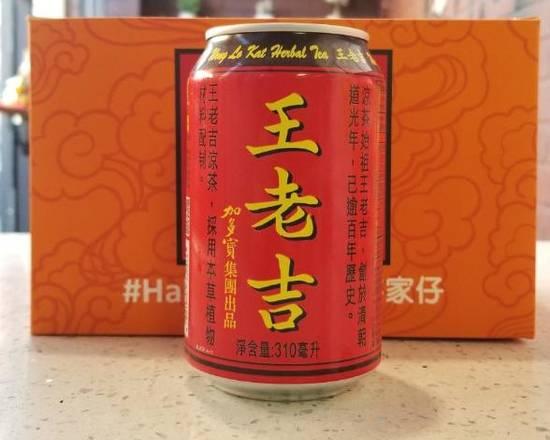 Wong Lo Kat Herbal Tea 王老吉
涼茶始祖王老吉，創於清朝
道光年，已逾百年歷史。
王老吉
加多寶集團出品
王老吉涼茶，採用本草植物
材料配制。
淨含量:310毫升
#Ha
家仔